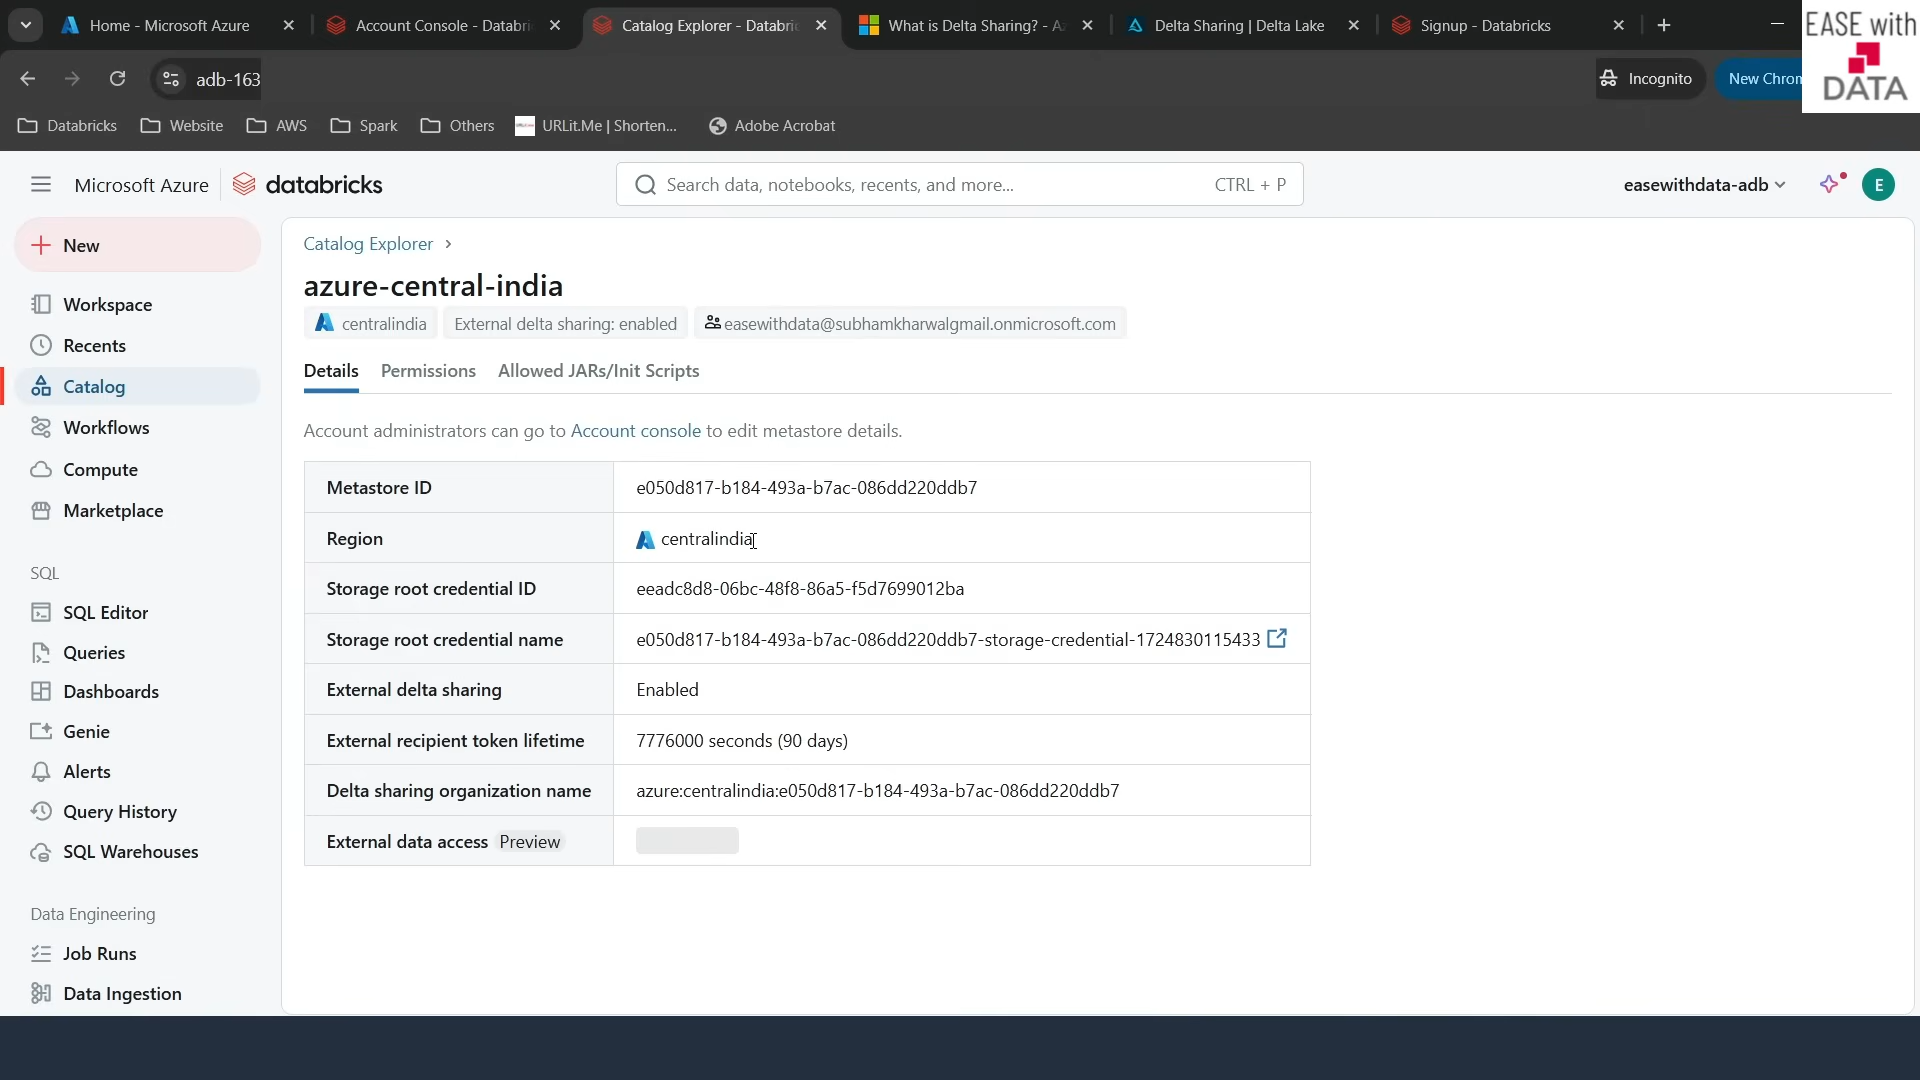 Home - Microsoft Azure
Account Console - Databri
Catalog Explorer - Databric
What is Delta Sharing? - Az
Delta Sharing | Delta Lake
Signup - Databricks
EASE with
DATA
adb-163
Incognito
New Chrom
Databricks
Website
AWS
Spark
Others
URLit.Me | Shorten...
Adobe Acrobat
Microsoft Azure
databricks
Search data, notebooks, recents, and more...
CTRL + P
easewithdata-adb
E
New
Workspace
Recents
Catalog
Workflows
Compute
Marketplace
SQL
SQL Editor
Queries
Dashboards
Genie
Alerts
Query History
SQL Warehouses
Data Engineering
Job Runs
Data Ingestion
Catalog Explorer
azure-central-india
centralindia
External delta sharing: enabled
easewithdata@subhamkharwalgmail.onmicrosoft.com
Details
Permissions
Allowed JARs/Init Scripts
Account administrators can go to Account console to edit metastore details.
Metastore ID
e050d817-b184-493a-b7ac-086dd220ddb7
Region
centralindia
Storage root credential ID
eeadc8d8-06bc-48f8-86a5-f5d7699012ba
Storage root credential name
e050d817-b184-493a-b7ac-086dd220ddb7-storage-credential-1724830115433
External delta sharing
Enabled
External recipient token lifetime
7776000 seconds (90 days)
Delta sharing organization name
azure:centralindia:e050d817-b184-493a-b7ac-086dd220ddb7
External data access Preview